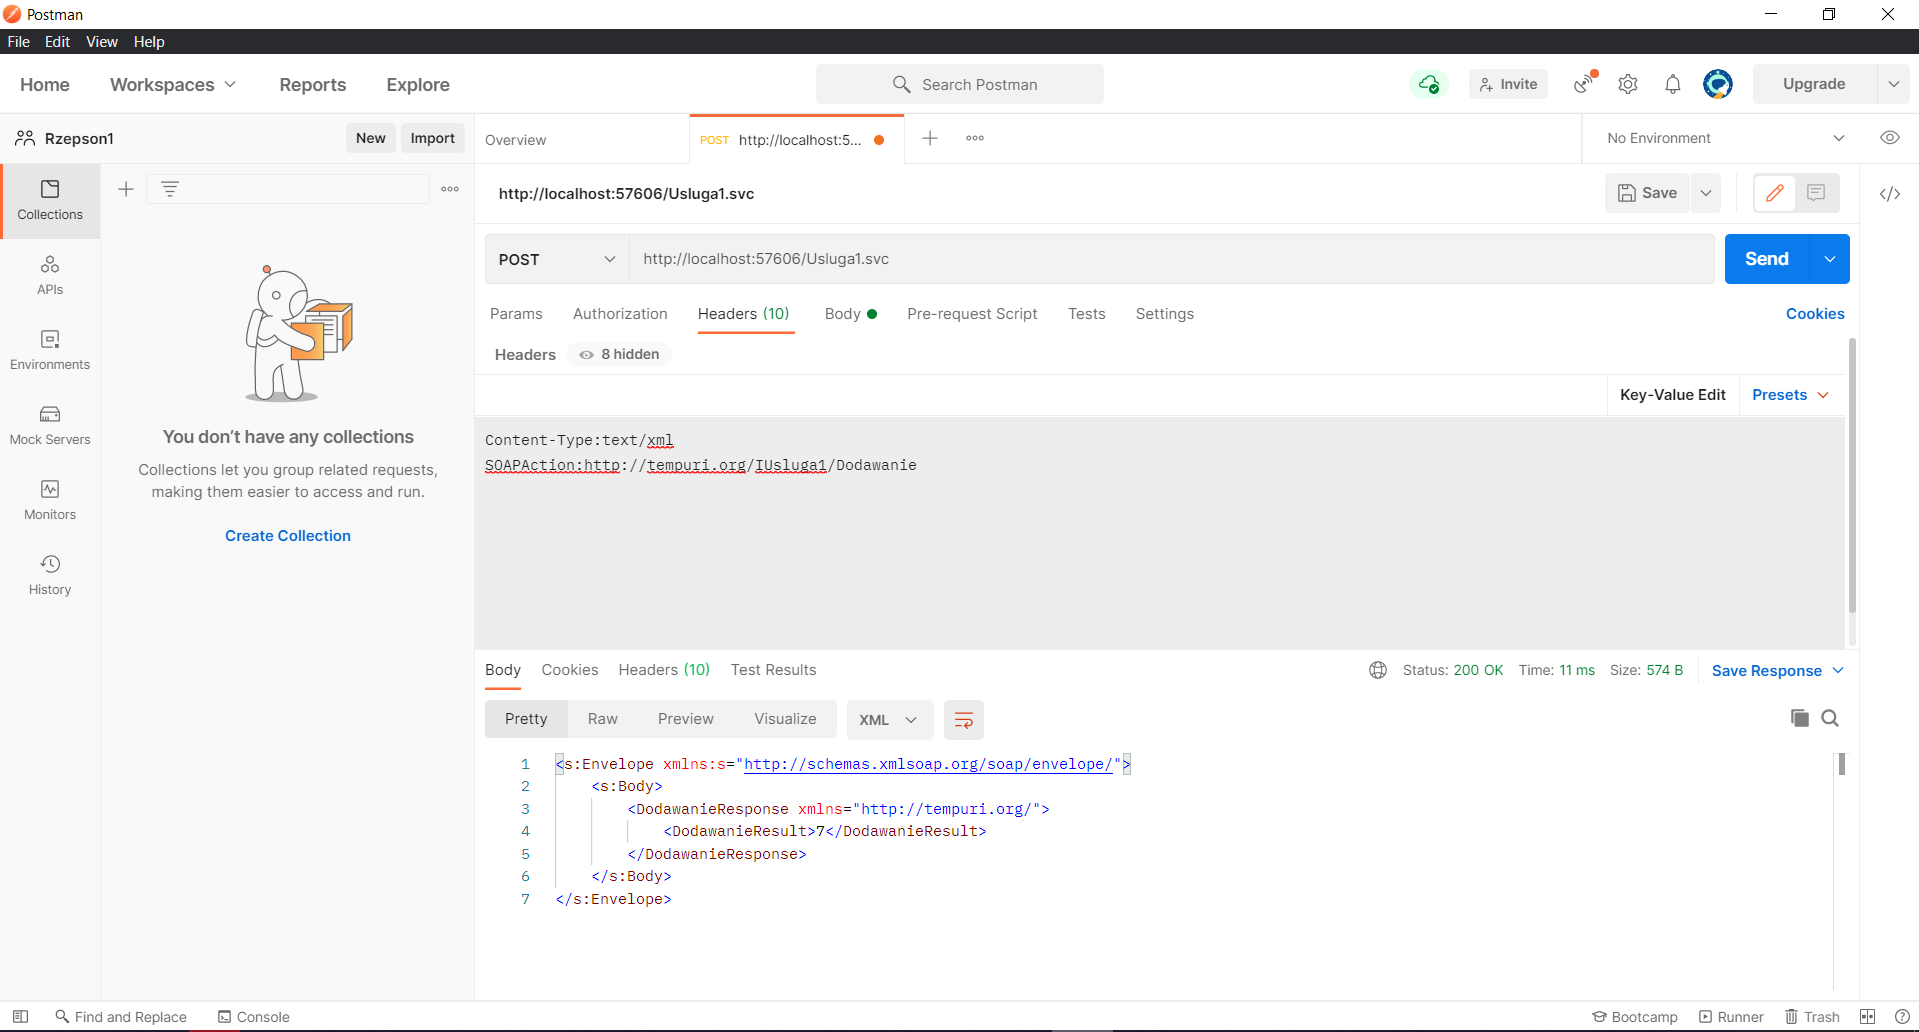 Postman
File Edit View Help
Home Workspaces Reports Explore Search Postman Invite Upgrade
Rzepson1 New Import Overview POST http://localhost:5... No Environment
Collections
APIs
Environments
Mock Servers
Monitors
History
You don’t have any collections
Collections let you group related requests,
making them easier to access and run.
Create Collection
http://localhost:57606/Usluga1.svc Save
POST http://localhost:57606/Usluga1.svc Send
Params Authorization Headers (10) Body Pre-request Script Tests Settings Cookies
Headers 8 hidden
Key-Value Edit Presets
Content-Type:text/xml
SOAPAction:http://tempuri.org/IUsluga1/Dodawanie
Body Cookies Headers (10) Test Results Status: 200 OK Time: 11 ms Size: 574 B Save Response
Pretty Raw Preview Visualize XML
1 <s:Envelope xmlns:s="http://schemas.xmlsoap.org/soap/envelope/">
2 <s:Body>
3 <DodawanieResponse xmlns="http://tempuri.org/">
4 <DodawanieResult>7</DodawanieResult>
5 </DodawanieResponse>
6 </s:Body>
7 </s:Envelope>
Find and Replace Console Bootcamp Runner Trash